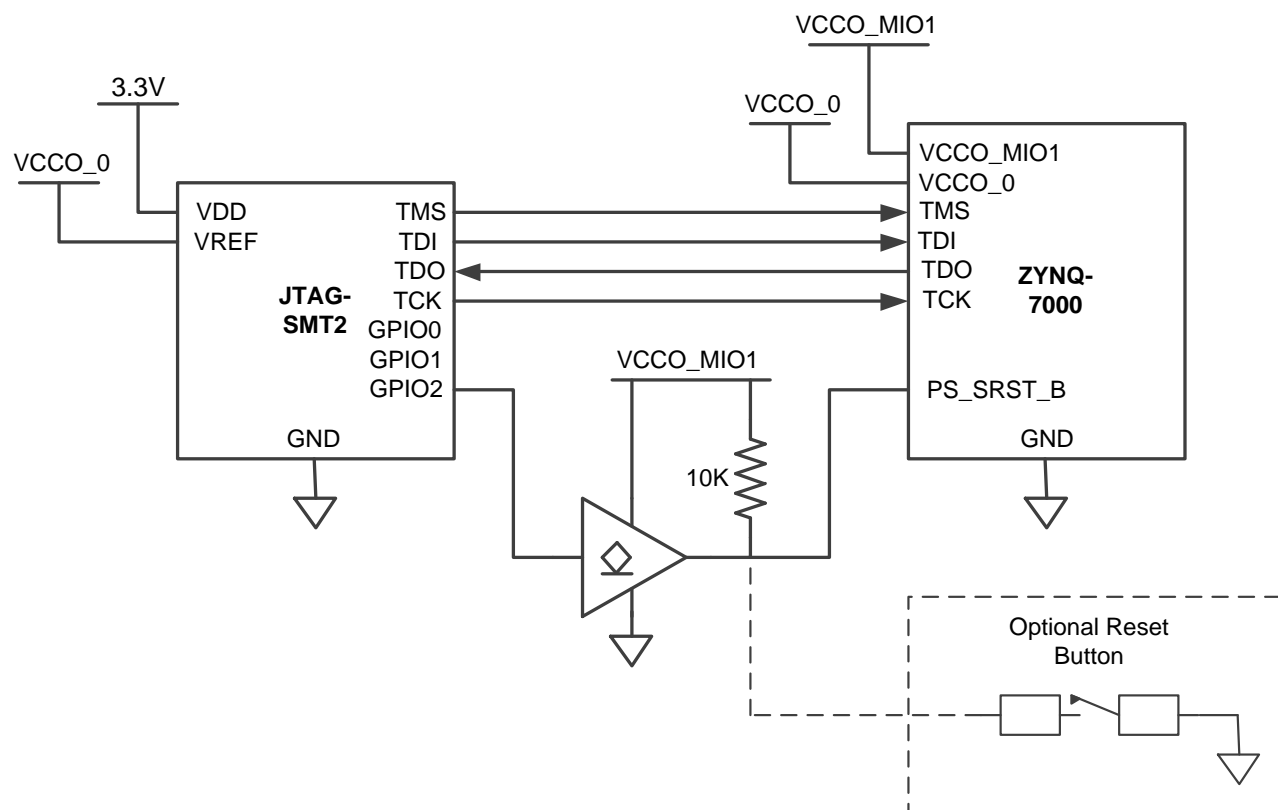 VCCO_MIO1
3.3V
VCCO_0
VCCO_0
VCCO_MIO1
VCCO_0
VDD
VREF
TMS
TDI
TDO
TCK
GPIO0
GPIO1
GPIO2
JTAG-
SMT2
GND
TMS
TDI
TDO
TCK
ZYNQ-
7000
PS_SRST_B
GND
VCCO_MIO1
10K
Optional Reset
Button